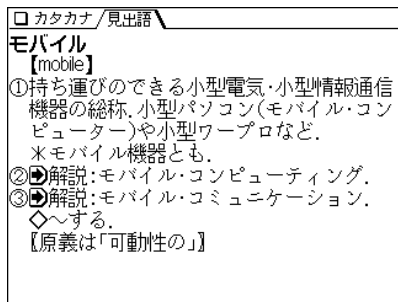 カタカナ/見出語
モバイル
【mobile】
①持ち運びのできる小型電気·小型情報通信
機器の総称.小型パソコン(モバイル·コン
ピューター)や小型ワープロなど.
＊モバイル機器とも.
②➡解説:モバイル·コンピューティング.
③➡解説:モバイル·コミュニケーション.
◇〜する.
〖原義は｢可動性の｣〗